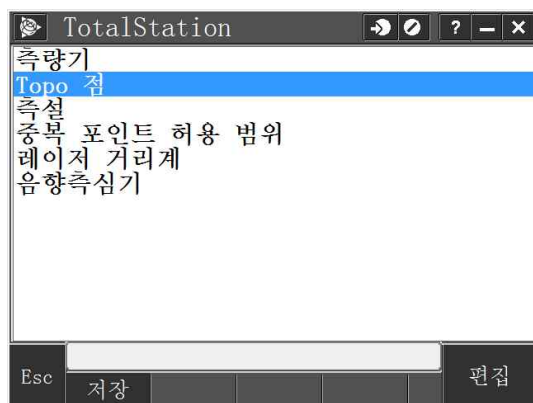 TotalStation ? – ×
측량기
Topo 점
측설
중복 포인트 허용 범위
레이저 거리계
음향측심기
Esc 저장 편집